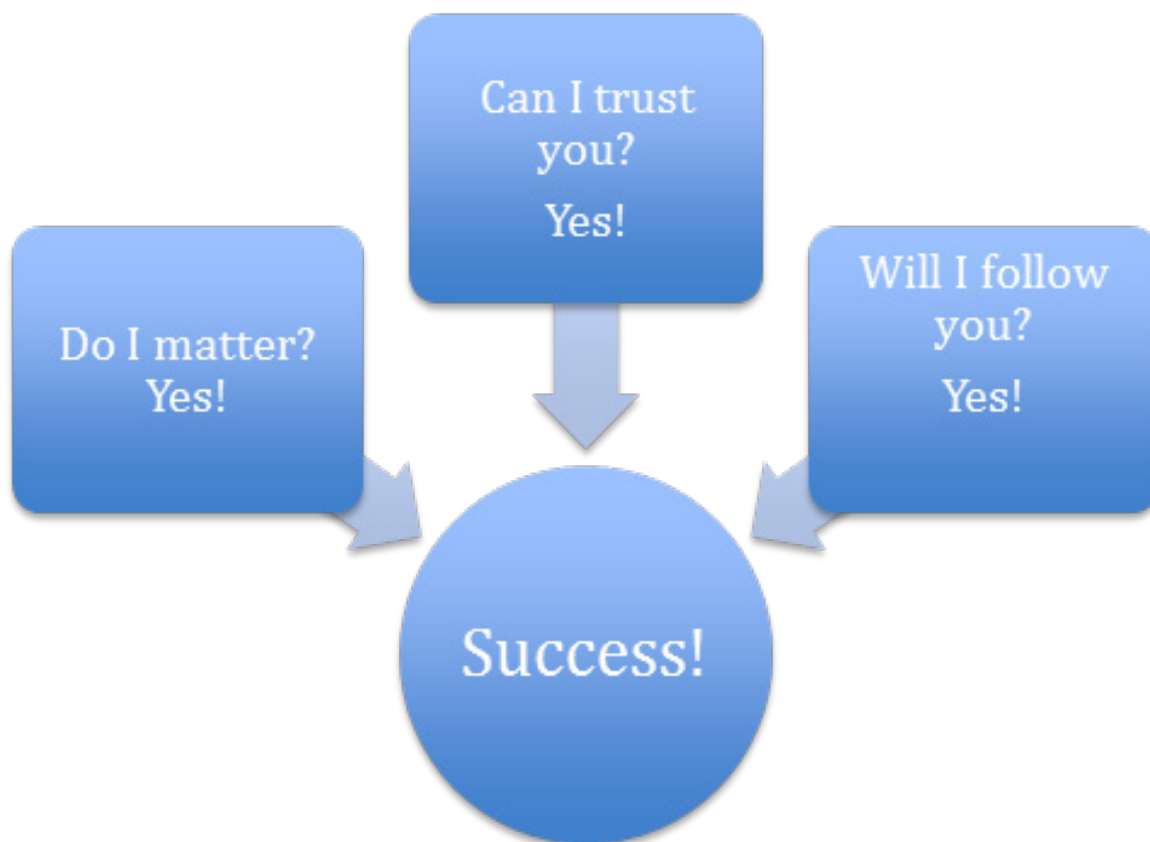 Do I matter?
Yes!
Can I trust
you?
Yes!
Will I follow
you?
Yes!
Success!